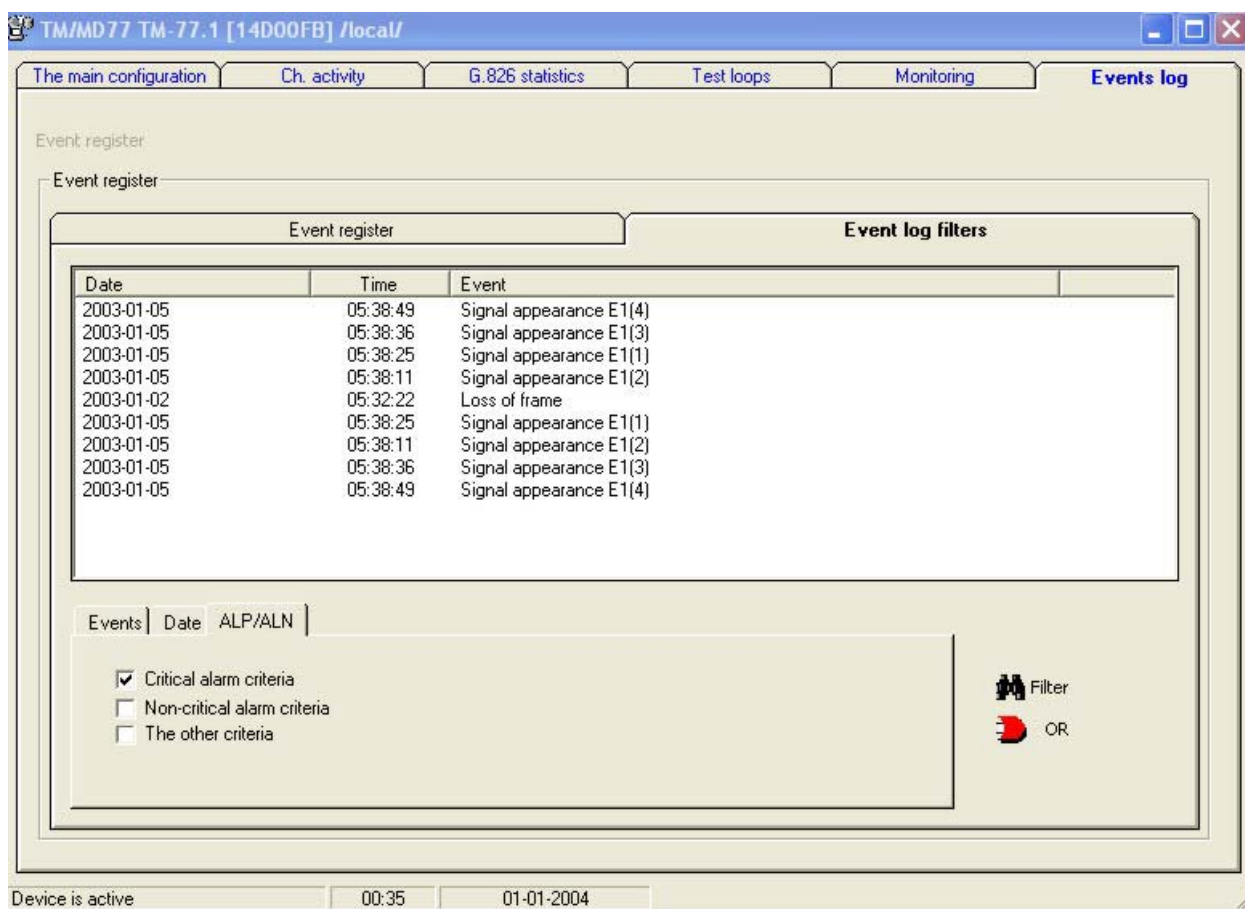 TM/MD77 TM-77.1 [14D00FB] /local/
The main configuration Ch. activity G.826 statistics Test loops Monitoring Events log
Event register
Event register
Event register Event log filters
Date Time Event
2003-01-05 05:38:49 Signal appearance E1(4)
2003-01-05 05:38:36 Signal appearance E1(3)
2003-01-05 05:38:25 Signal appearance E1(1)
2003-01-05 05:38:11 Signal appearance E1(2)
2003-01-02 05:32:22 Loss of frame
2003-01-05 05:38:25 Signal appearance E1(1)
2003-01-05 05:38:11 Signal appearance E1(2)
2003-01-05 05:38:36 Signal appearance E1(3)
2003-01-05 05:38:49 Signal appearance E1(4)
Events Date ALP/ALN
Critical alarm criteria
Non-critical alarm criteria
The other criteria
Filter
OR
Device is active 00:35 01-01-2004